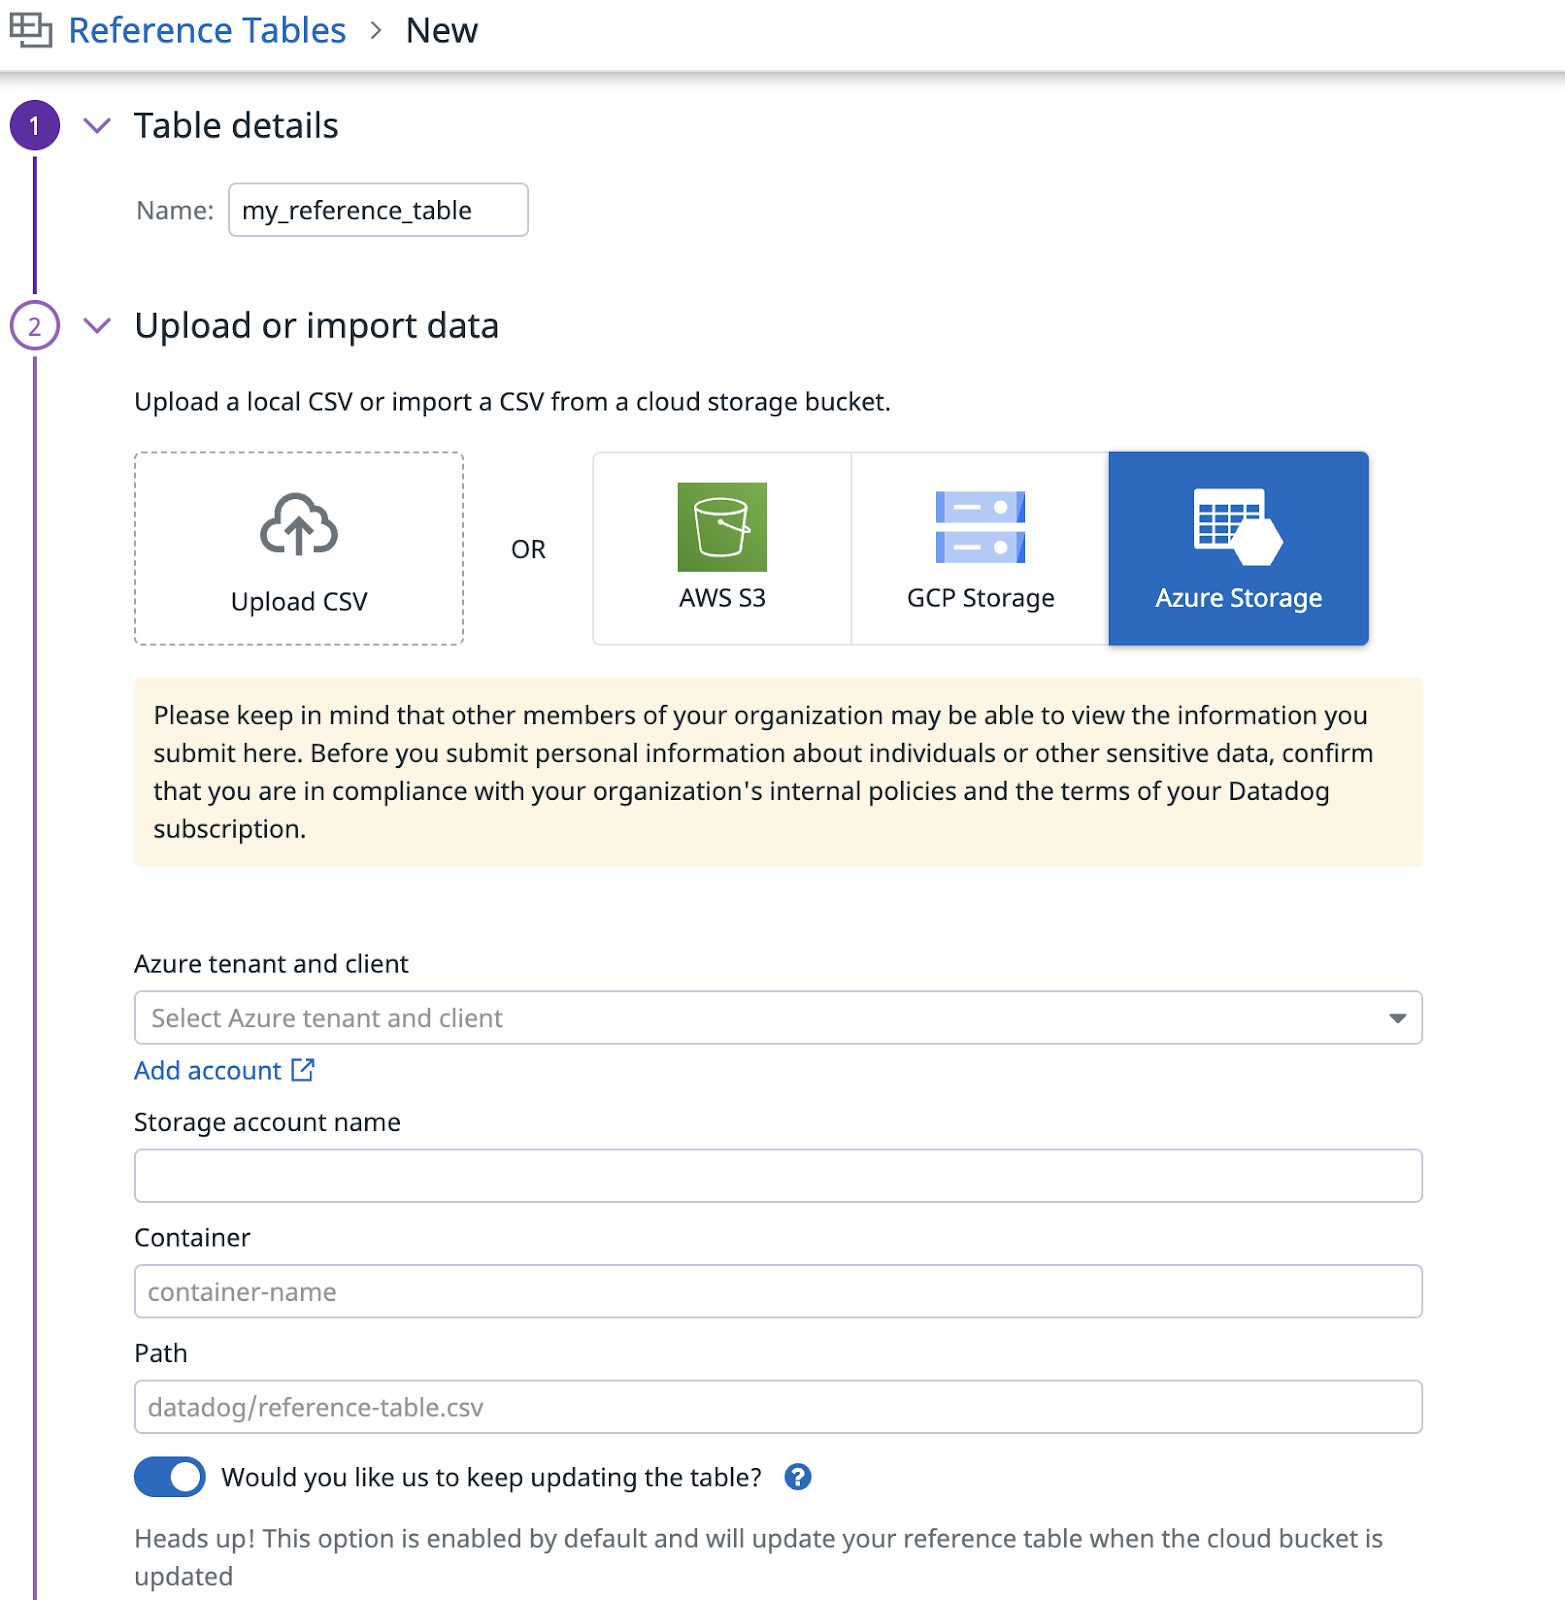 Reference Tables > New
1 Table details
Name: my_reference_table
2 Upload or import data
Upload a local CSV or import a CSV from a cloud storage bucket.
Upload CSV
OR
AWS S3
GCP Storage
Azure Storage
Please keep in mind that other members of your organization may be able to view the information you
submit here. Before you submit personal information about individuals or other sensitive data, confirm
that you are in compliance with your organization's internal policies and the terms of your Datadog
subscription.
Azure tenant and client
Select Azure tenant and client
Add account
Storage account name
Container
container-name
Path
datadog/reference-table.csv
Would you like us to keep updating the table? ?
Heads up! This option is enabled by default and will update your reference table when the cloud bucket is
updated